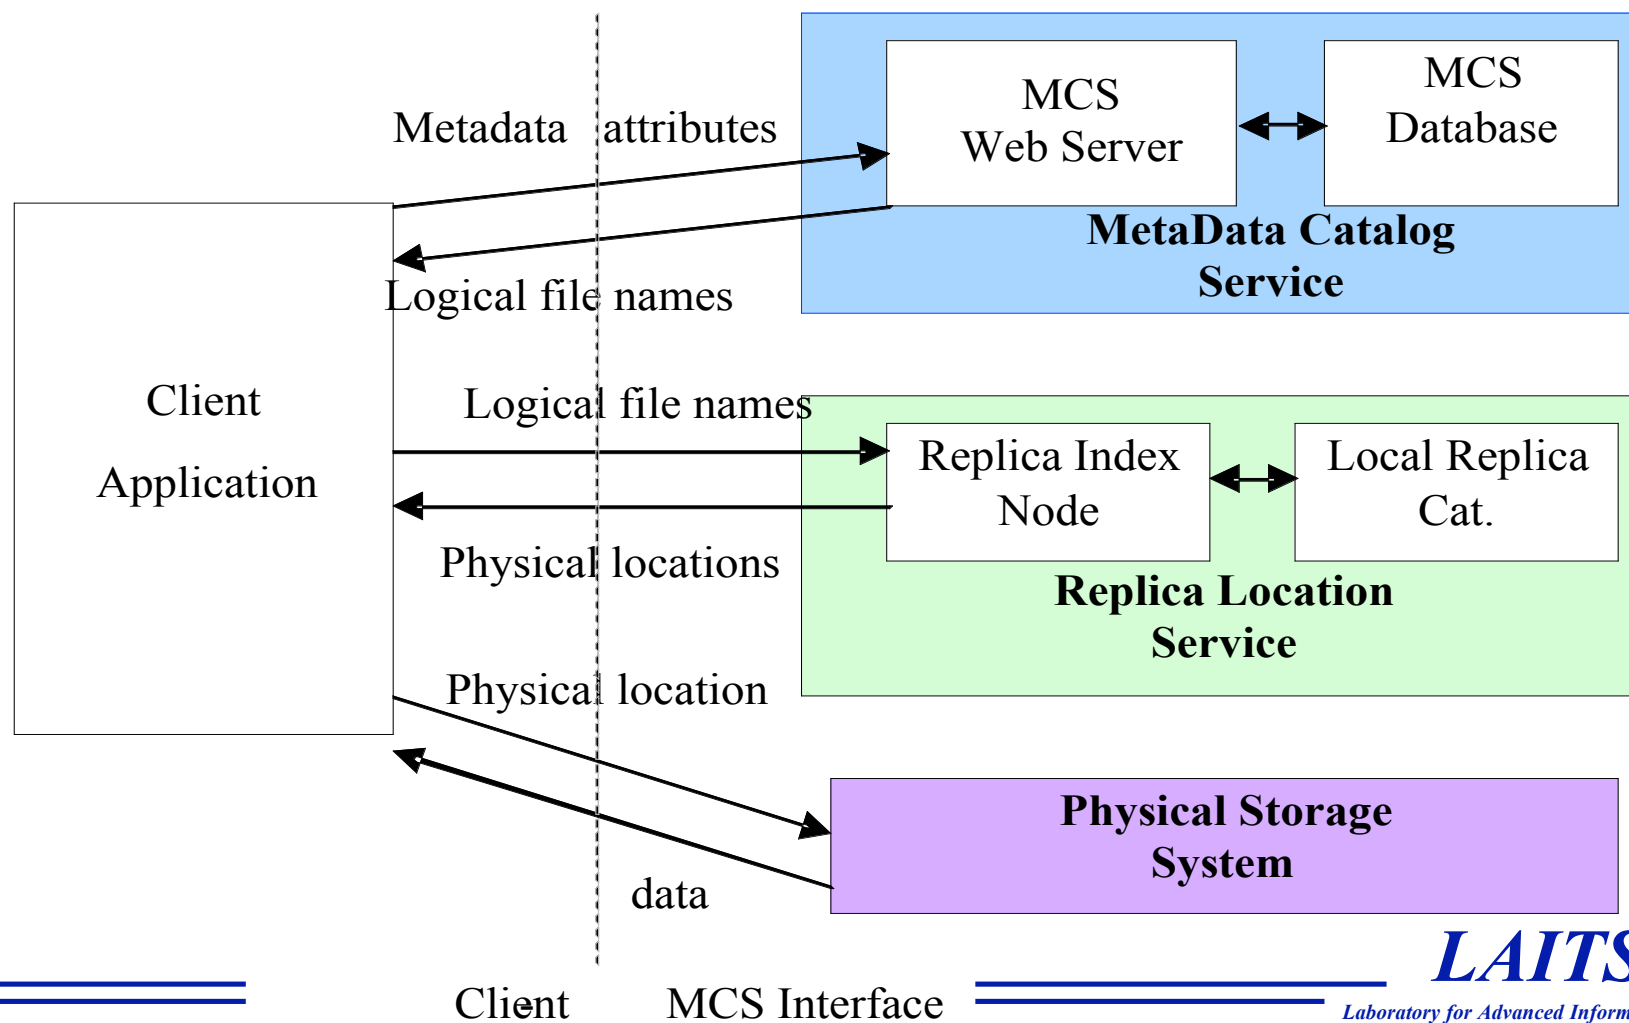 MCS
Web Server
MCS
Database
MetaData Catalog
Service
Metadata attributes
Logical file names
Client
Application
Logical file names
Replica Index
Node
Local Replica
Cat.
Physical locations
Replica Location
Service
Physical location
Physical Storage
System
data
Client MCS Interface
LAITS
Laboratory for Advanced Inform